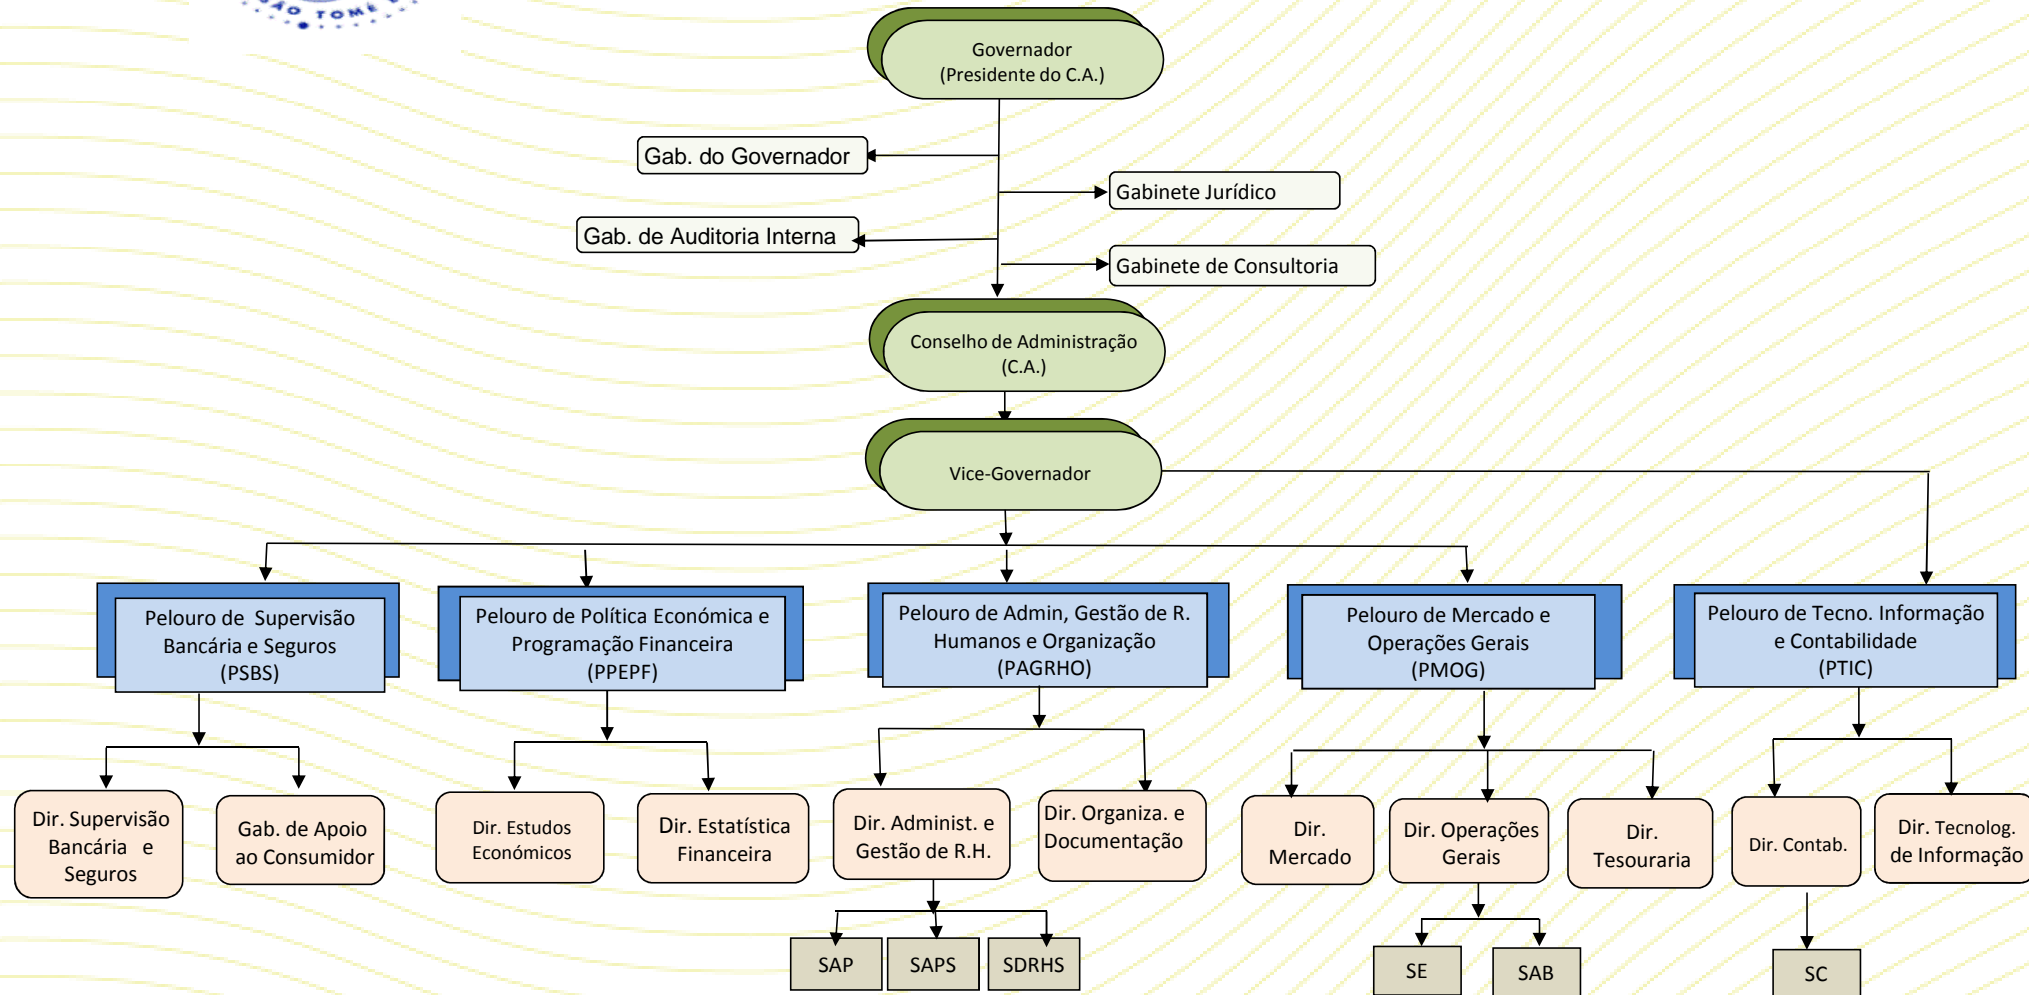 SÃO TOMÉ E
Governador
(Presidente do C.A.)
Gab. do Governador
Gabinete Jurídico
Gab. de Auditoria Interna
Gabinete de Consultoria
Conselho de Administração
(C.A.)
Vice-Governador
Pelouro de Supervisão
Bancária e Seguros
(PSBS)
Pelouro de Política Económica e
Programação Financeira
(PPEPF)
Pelouro de Admin, Gestão de R.
Humanos e Organização
(PAGRHO)
Pelouro de Mercado e
Operações Gerais
(PMOG)
Pelouro de Tecno. Informação
e Contabilidade
(PTIC)
Dir. Supervisão
Bancária e
Seguros
Gab. de Apoio
ao Consumidor
Dir. Estudos
Económicos
Dir. Estatística
Financeira
Dir. Administ. e
Gestão de R.H.
Dir. Organiza. e
Documentação
Dir.
Mercado
Dir. Operações
Gerais
Dir.
Tesouraria
Dir. Contab.
Dir. Tecnolog.
de Informação
SAP
SAPS
SDRHS
SE
SAB
SC